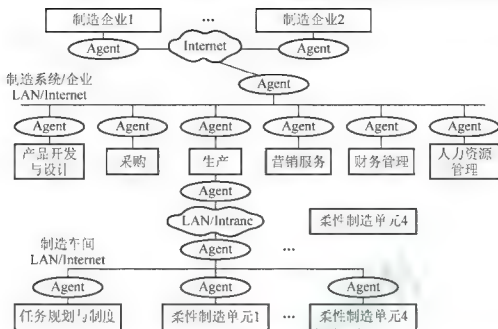 制造企业1
...
制造企业2
Agent
Internet
Agent
Agent
制造系统/企业
LAN/Internet
Agent
Agent
Agent
Agent
Agent
Agent
产品开发
与设计
采购
生产
营销服务
财务管理
人力资源
管理
Agent
LAN/Intranc
柔性制造单元4
Agent
...
制造车间
LAN/Internet
Agent
Agent
Agent
任务规划与制度
柔性制造单元1
...
柔性制造单元4